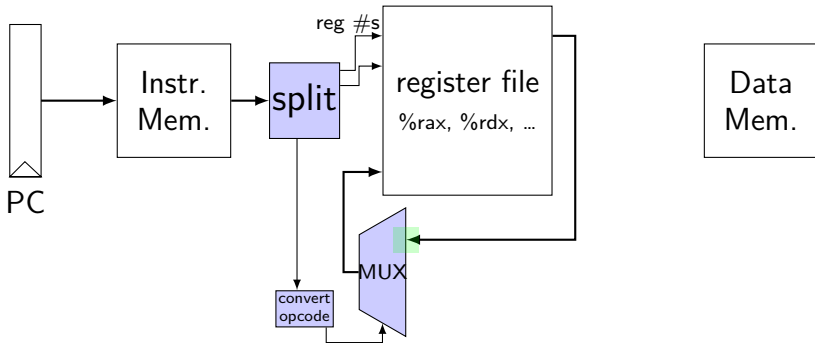 reg #s
Instr.
Mem.
split
register file
%rax, %rdx, ...
Data
Mem.
PC
MUX
convert
opcode